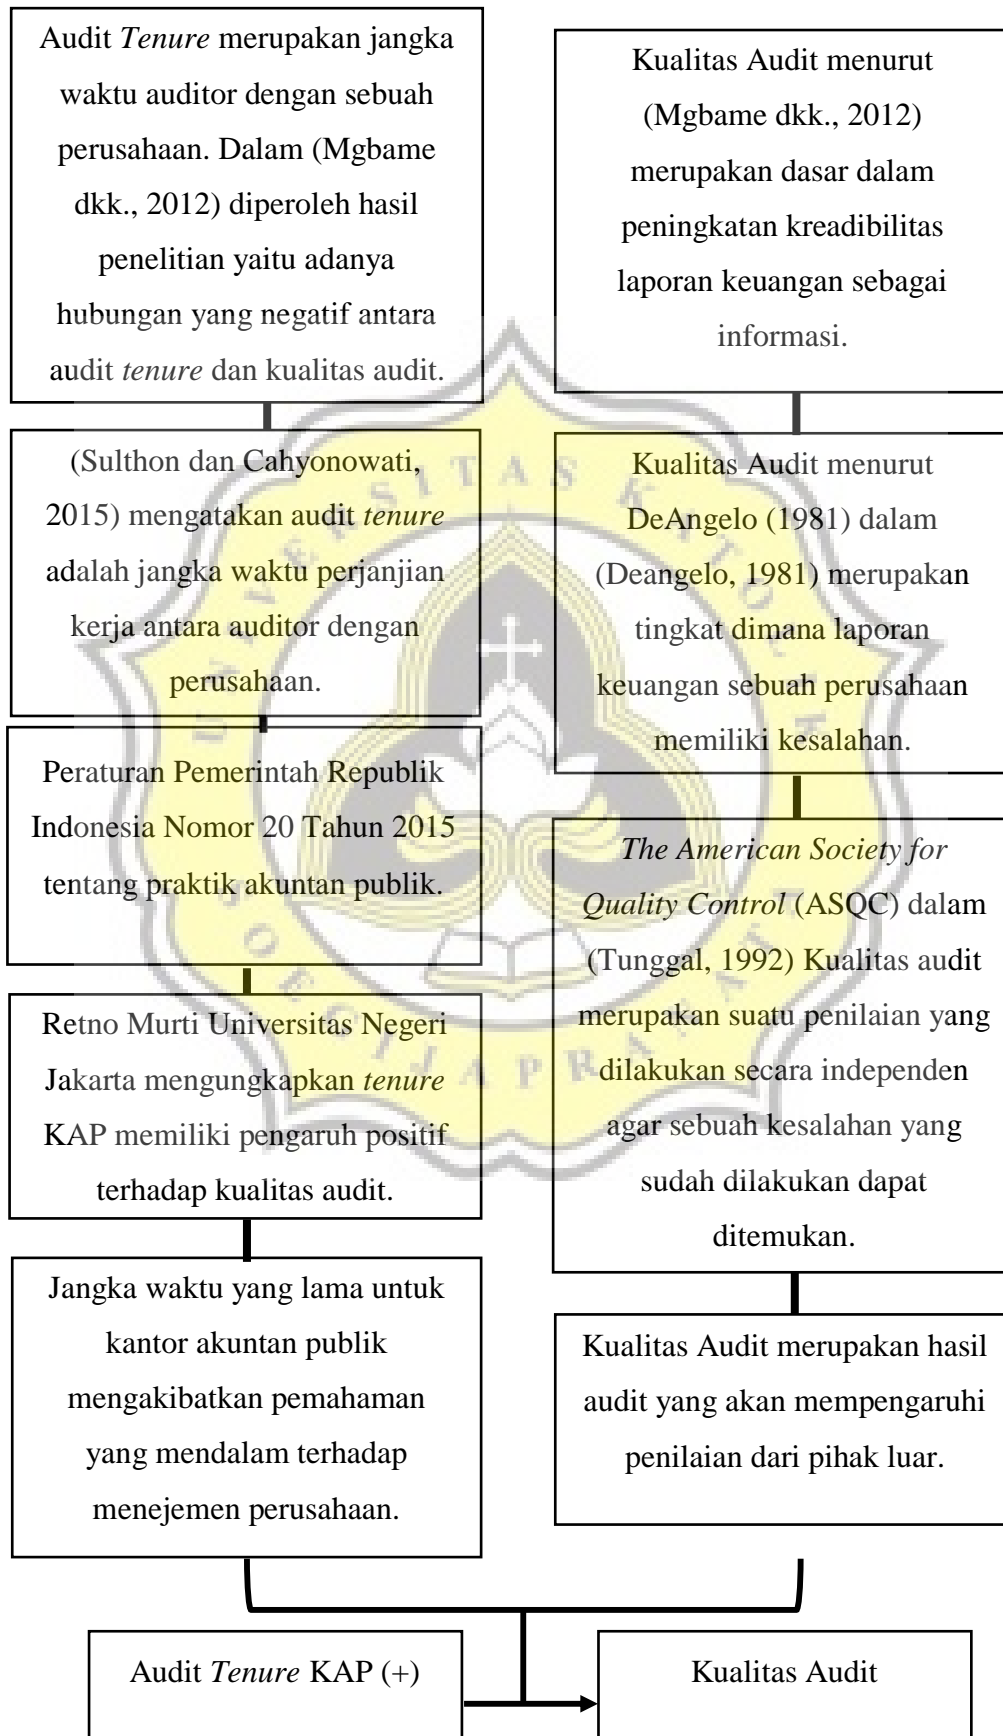 Audit Tenure merupakan jangka
waktu auditor dengan sebuah
perusahaan. Dalam (Mgbame
dkk., 2012) diperoleh hasil
penelitian yaitu adanya
hubungan yang negatif antara
audit tenure dan kualitas audit.
(Sulthon dan Cahyonowati,
2015) mengatakan audit tenure
adalah jangka waktu perjanjian
kerja antara auditor dengan
perusahaan.
Peraturan Pemerintah Republik
Indonesia Nomor 20 Tahun 2015
tentang praktik akuntan publik.
Retno Murti Universitas Negeri
Jakarta mengungkapkan tenure
KAP memiliki pengaruh positif
terhadap kualitas audit.
Jangka waktu yang lama untuk
kantor akuntan publik
mengakibatkan pemahaman
yang mendalam terhadap
menejemen perusahaan.
Kualitas Audit menurut
(Mgbame dkk., 2012)
merupakan dasar dalam
peningkatan kreadibilitas
laporan keuangan sebagai
informasi.
Kualitas Audit menurut
DeAngelo (1981) dalam
(Deangelo, 1981) merupakan
tingkat dimana laporan
keuangan sebuah perusahaan
memiliki kesalahan.
The American Society for
Quality Control (ASQC) dalam
(Tunggal, 1992) Kualitas audit
merupakan suatu penilaian yang
dilakukan secara independen
agar sebuah kesalahan yang
sudah dilakukan dapat
ditemukan.
Kualitas Audit merupakan hasil
audit yang akan mempengaruhi
penilaian dari pihak luar.
Audit Tenure KAP (+)
Kualitas Audit
UNIVERSITAS KATOLIK
SOEGIJAPRANATA